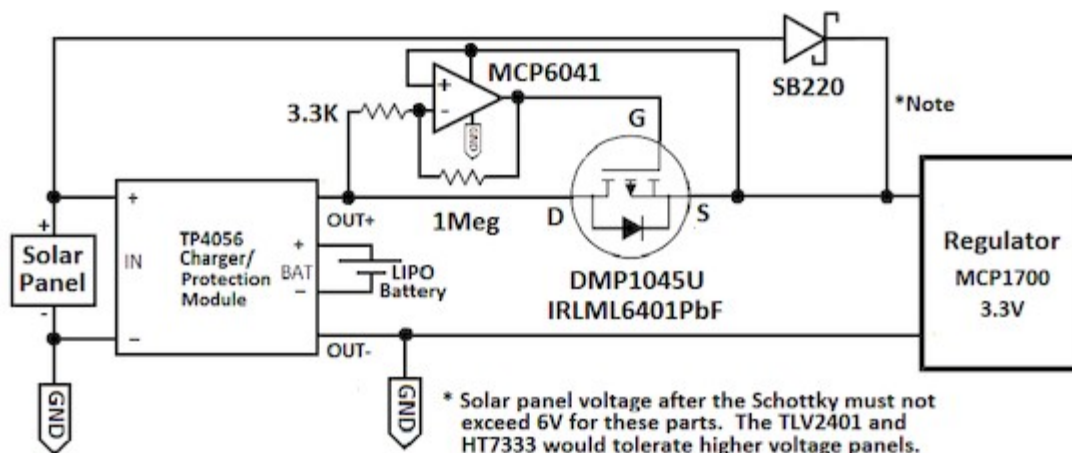 MCP6041
SB220
*Note
3.3K
+
-
GND
G
1Meg
D
S
OUT+
+
+
Solar
Panel
-
IN
TP4056
Charger/
Protection
Module
+
BAT
−
LIPO
Battery
−
OUT-
DMP1045U
IRLML6401PbF
Regulator
MCP1700
3.3V
GND
GND
* Solar panel voltage after the Schottky must not
exceed 6V for these parts. The TLV2401 and
HT7333 would tolerate higher voltage panels.